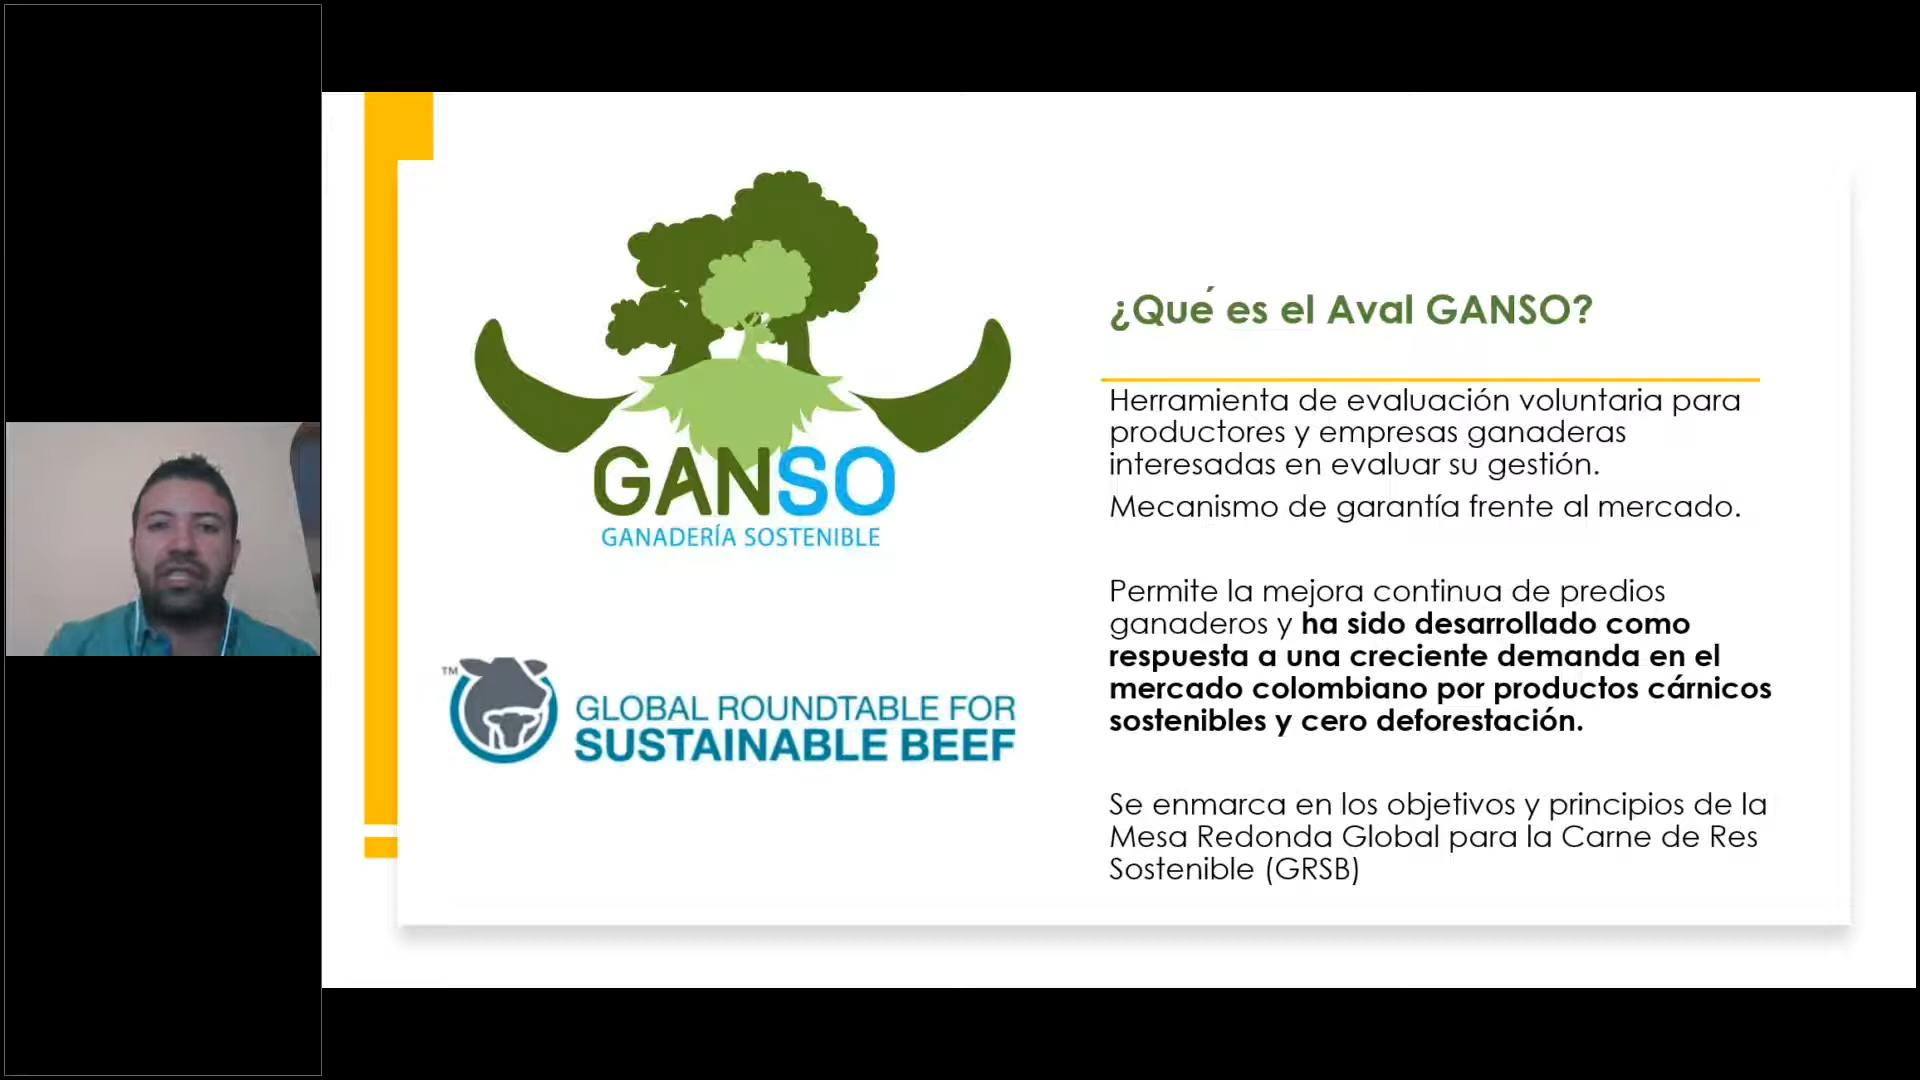 GANSO
GANADERÍA SOSTENIBLE
TM
GLOBAL ROUNDTABLE FOR
SUSTAINABLE BEEF
¿Qué es el Aval GANSO?
Herramienta de evaluación voluntaria para
productores y empresas ganaderas
interesadas en evaluar su gestión.
Mecanismo de garantía frente al mercado.
Permite la mejora continua de predios
ganaderos y ha sido desarrollado como
respuesta a una creciente demanda en el
mercado colombiano por productos cárnicos
sostenibles y cero deforestación.
Se enmarca en los objetivos y principios de la
Mesa Redonda Global para la Carne de Res
Sostenible (GRSB)